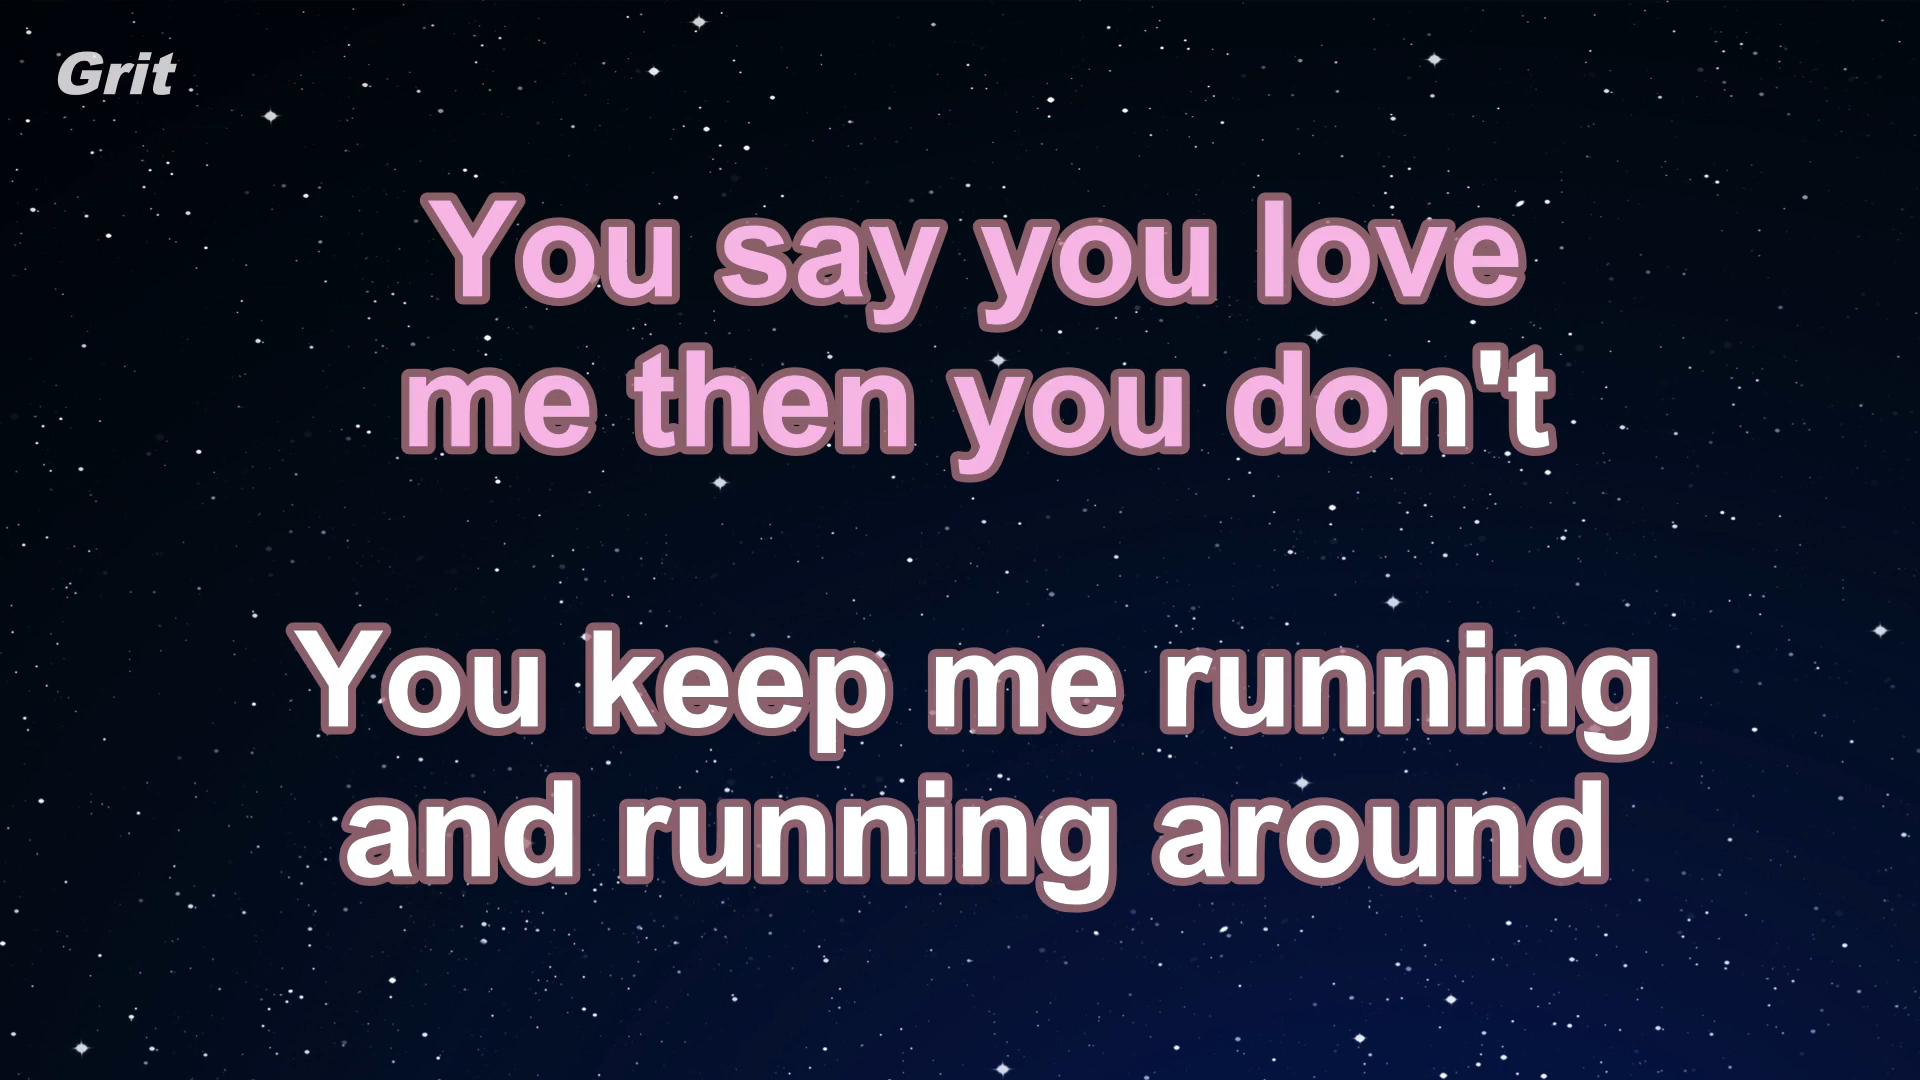 Grit
You say you love
me then you don't
You keep me running
and running around